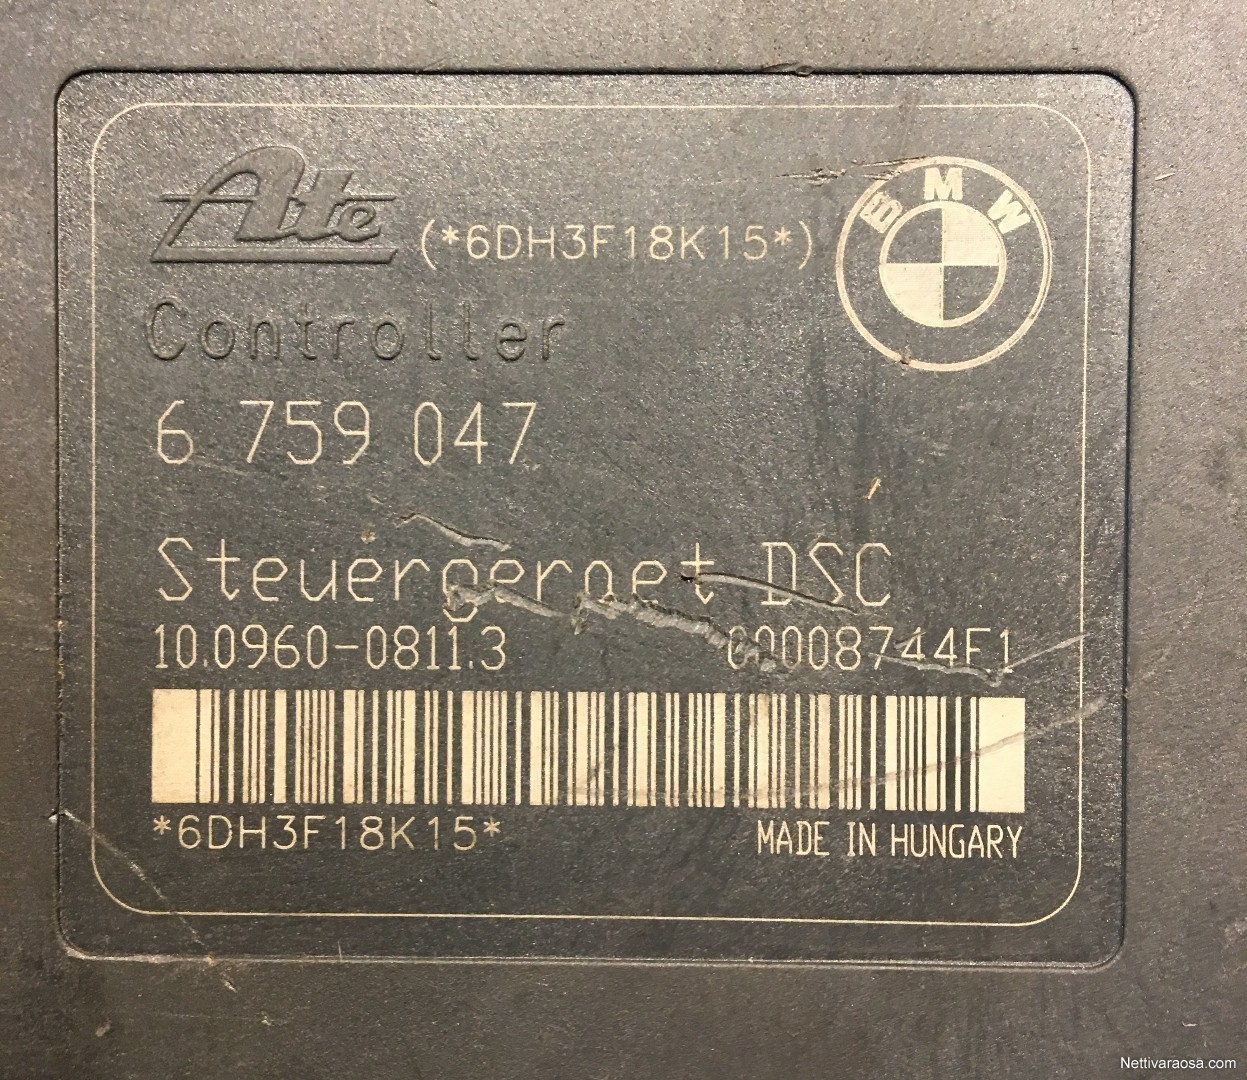 Ate (*6DH3F18K15*) BMW
Controller
6 759 047
Steuergeraet DSC
10.0960-0811.3 00008744F1
*6DH3F18K15*
MADE IN HUNGARY
Nettivaraosa.com